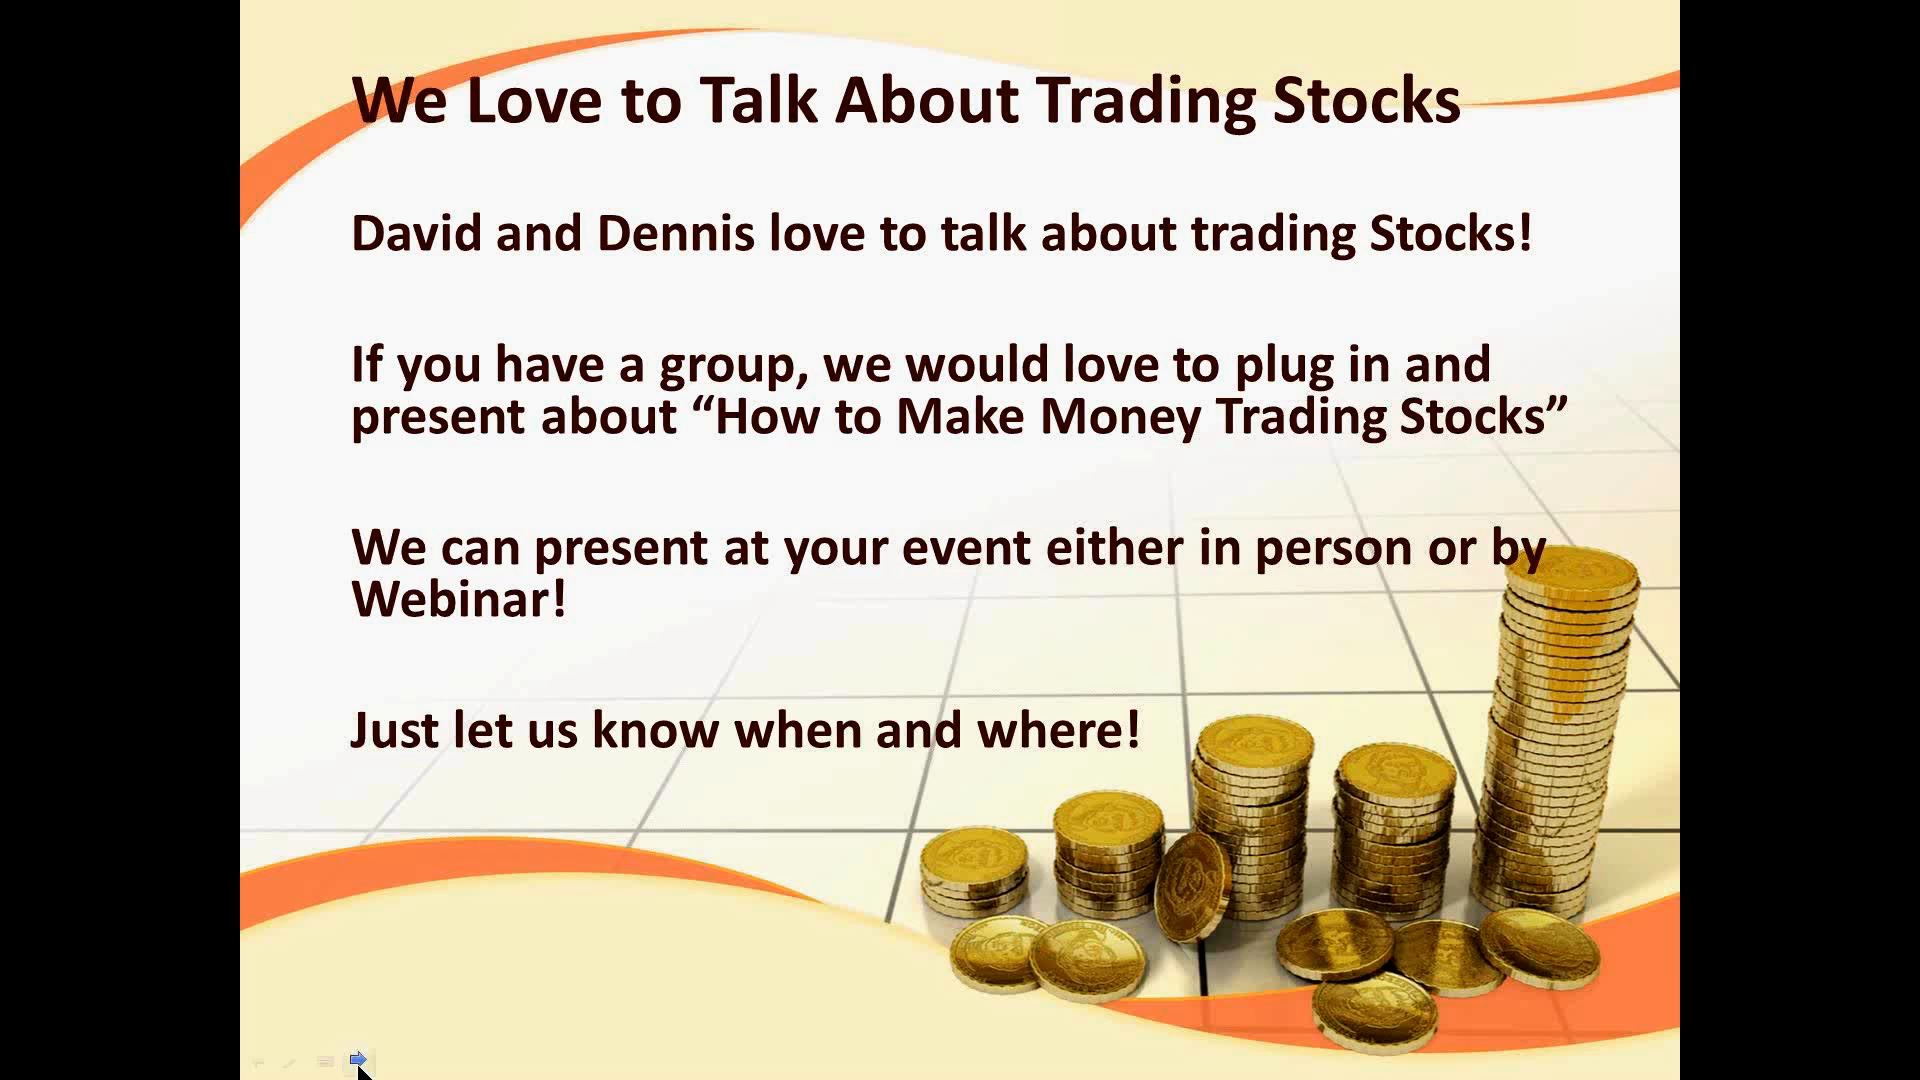 We Love to Talk About Trading Stocks
David and Dennis love to talk about trading Stocks!
If you have a group, we would love to plug in and
present about “How to Make Money Trading Stocks”
We can present at your event either in person or by
Webinar!
Just let us know when and where!